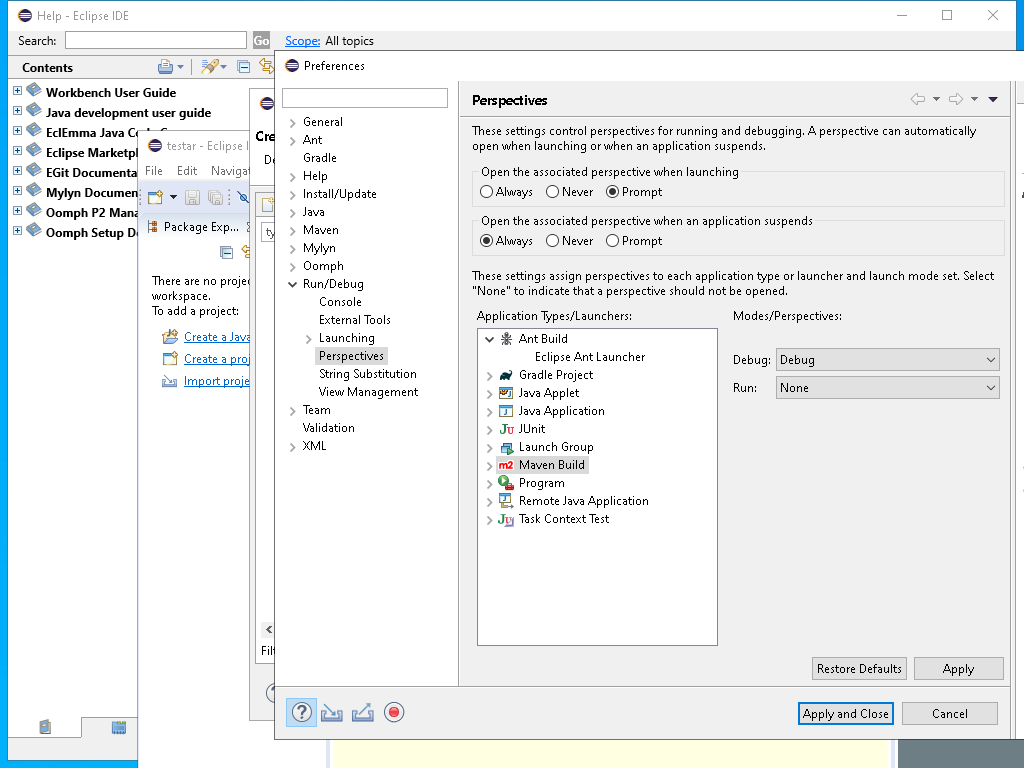 Help - Eclipse IDE
Search:
Go
Scope: All topics
Contents
Workbench User Guide
Java development user guide
EclEmma Java Code C
Eclipse Marketpl
EGit Documenta
Mylyn Documen
Oomph P2 Mana
Oomph Setup De
testar - Eclipse I
File Edit Navigat
Package Exp...
There are no projec
workspace.
To add a project:
Create a Java
Create a proj
Import proje
Cre
De
ty
<
Filt
Preferences
General
Ant
Gradle
Help
Install/Update
Java
Maven
Mylyn
Oomph
Run/Debug
Console
External Tools
Launching
Perspectives
String Substitution
View Management
Team
Validation
XML
Perspectives
These settings control perspectives for running and debugging. A perspective can automatically
open when launching or when an application suspends.
Open the associated perspective when launching
Always Never Prompt
Open the associated perspective when an application suspends
Always Never Prompt
These settings assign perspectives to each application type or launcher and launch mode set. Select
"None" to indicate that a perspective should not be opened.
Application Types/Launchers:
Ant Build
Eclipse Ant Launcher
Gradle Project
Java Applet
Java Application
JUnit
Launch Group
m2 Maven Build
Program
Remote Java Application
Task Context Test
Modes/Perspectives:
Debug: Debug
Run: None
Restore Defaults Apply
Apply and Close Cancel